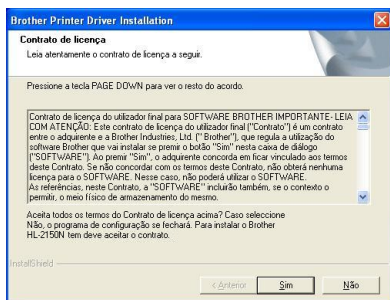 Brother Printer Driver Installation
Contrato de licença
Leia atentamente o contrato de licença a seguir.
Pressione a tecla PAGE DOWN para ver o resto do acordo.
Contrato de licença do utilizador final para SOFTWARE BROTHER IMPORTANTE- LEIA
COM ATENÇÃO: Este contrato de licença do utilizador final ("Contrato") é um contrato
entre o adquirente e a Brother Industries, Ltd. (" Brother"), que regula a utilização do
software Brother que vai instalar se premir o botão "Sim" nesta caixa de diálogo
("SOFTWARE"). Ao premir "Sim", o adquirente concorda em ficar vinculado aos termos
deste Contrato. Se não concordar com os termos deste Contrato, não obterá nenhuma
licença para o SOFTWARE. Nesse caso, não poderá utilizar o SOFTWARE.
As referências, neste Contrato, a "SOFTWARE" incluirão também, se o contexto o
permitir, o meio físico de armazenamento do mesmo.
Aceita todos os termos do Contrato de licença acima? Caso seleccione
Não, o programa de configuração se fechará. Para instalar o Brother
HL-2150N tem deve aceitar o contrato.
InstallShield
< Anterior
Sim
Não